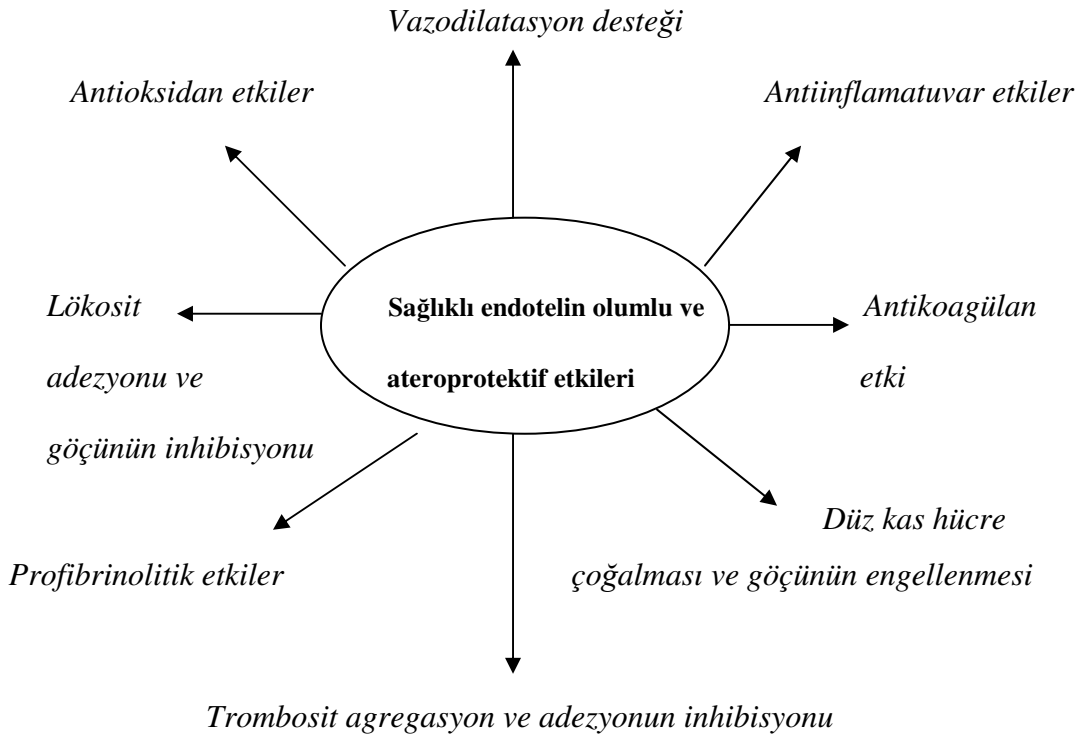 Vazodilatasyon desteği
Antioksidan etkiler
Antiinflamatuvar etkiler
Lökosit
adezyonu ve
göçünün inhibisyonu
Sağlıklı endotelin olumlu ve
ateroprotektif etkileri
Antikoagülan
etki
Düz kas hücre
çoğalması ve göçünün engellenmesi
Profibrinolitik etkiler
Trombosit agregasyon ve adezyonun inhibisyonu